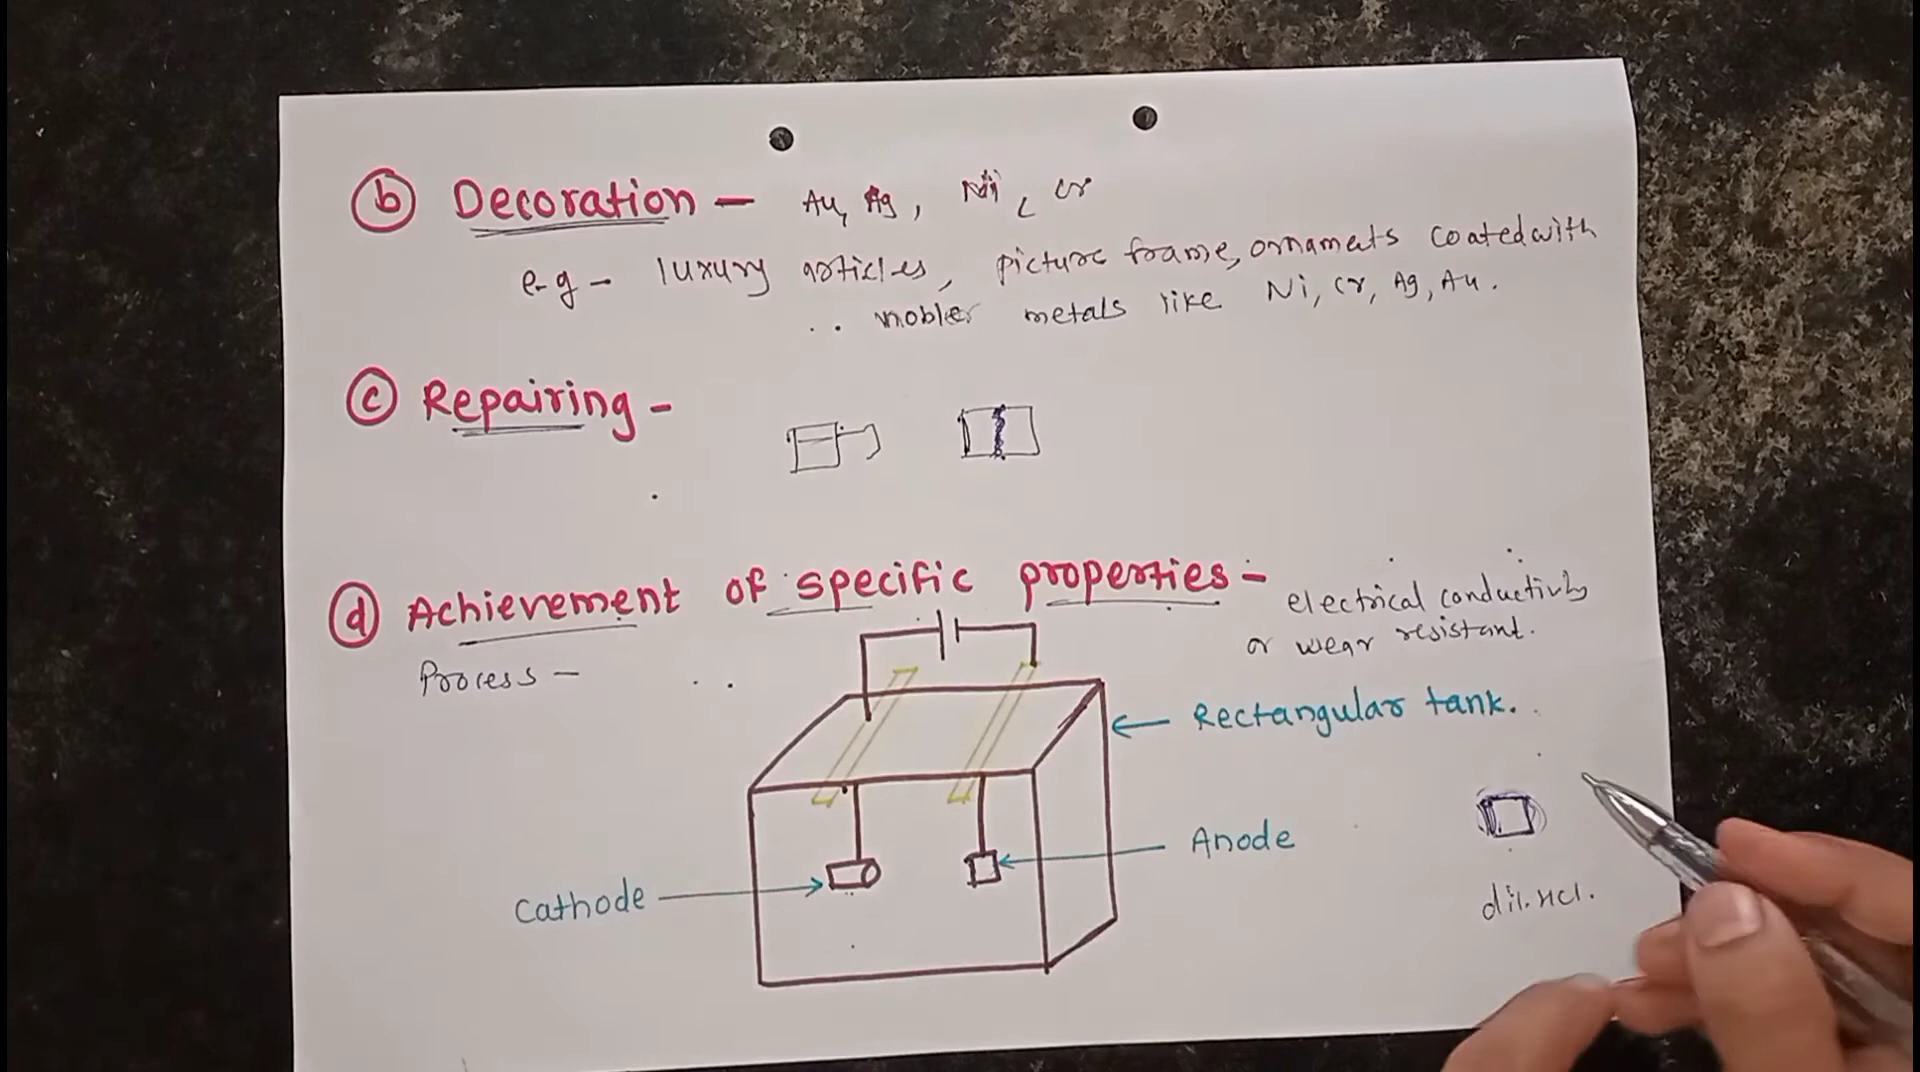 b Decoration – Au, Ag, Ni, Cr
e.g – luxury articles, picture frame, ornamats coated with
.. nobler metals like Ni, Cr, Ag, Au.
c Repairing –
d Achievement of specific properties – electrical conductivity
or wear resistant.
Process –
Rectangular tank.
Anode
Cathode
dil. HCl.